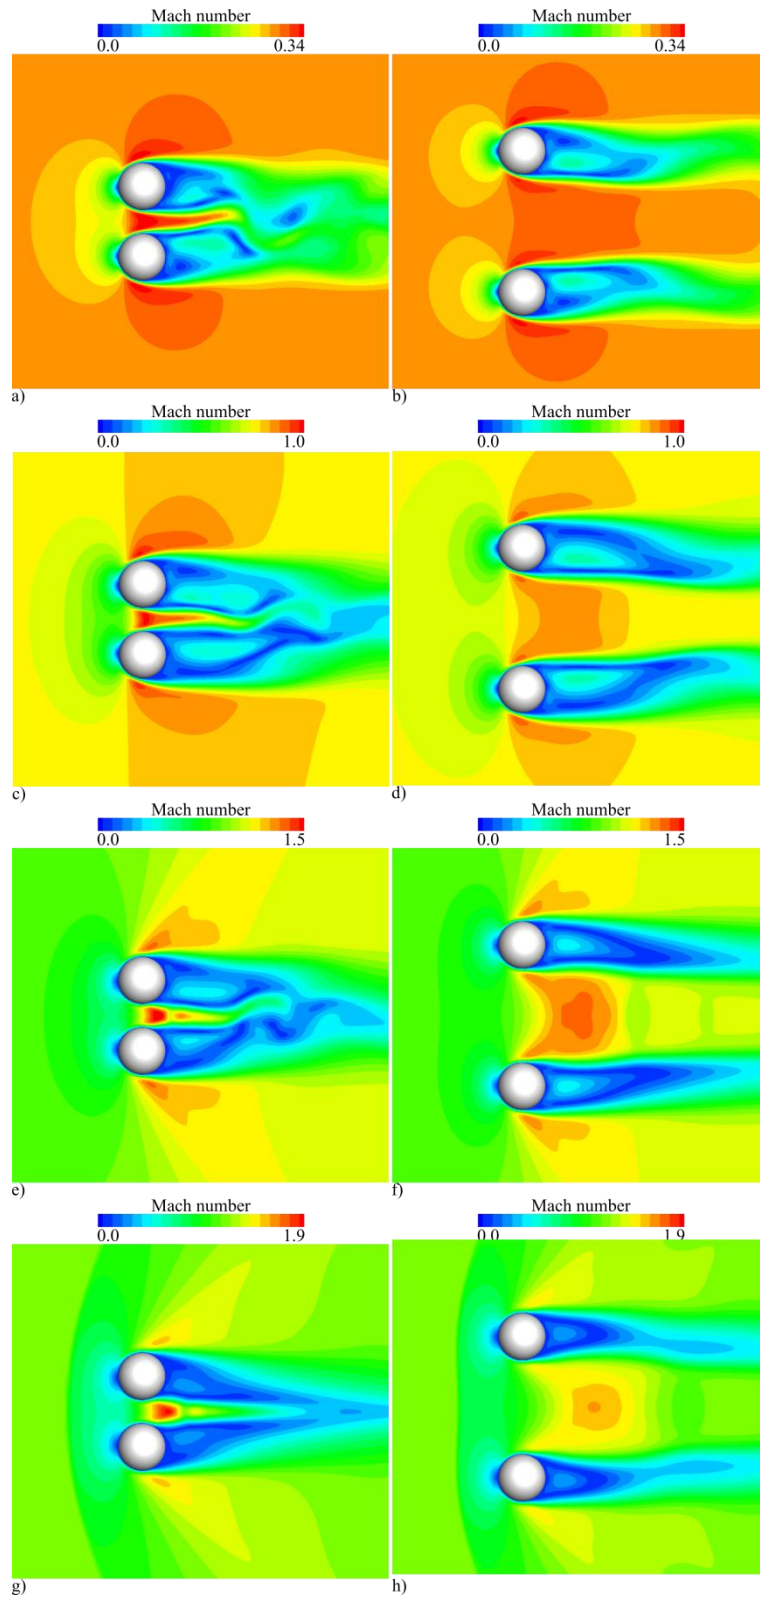 Mach number Mach number
0.0 0.34 0.0 0.34
a) b)
Mach number Mach number
0.0 1.0 0.0 1.0
c) d)
Mach number Mach number
0.0 1.5 0.0 1.5
e) f)
Mach number Mach number
0.0 1.9 0.0 1.9
g) h)